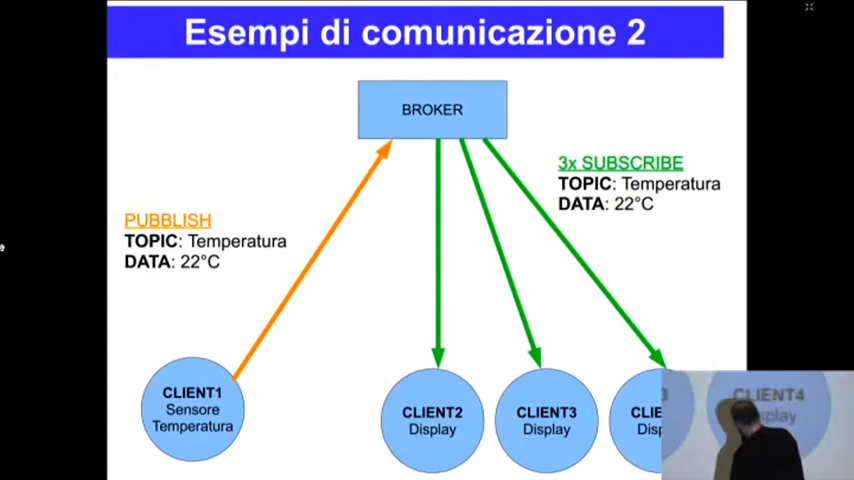 Esempi di comunicazione 2
BROKER
3x SUBSCRIBE
TOPIC: Temperatura
DATA: 22°C
PUBBLISH
TOPIC: Temperatura
DATA: 22°C
CLIENT1
Sensore
Temperatura
CLIENT2
Display
CLIENT3
Display
CLIENT4